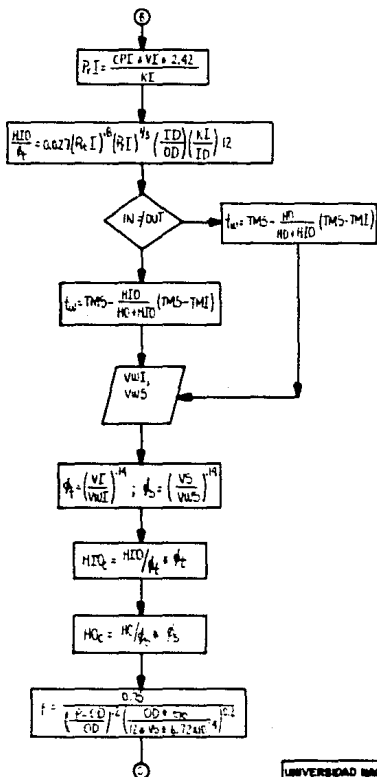 B
PrI = CPI * VI * 2.42 / KI
HIO/φt = 0.027 (ReI)^.8 (PrI)^1/3 (ID/OD) (KI/ID) 12
IN ≠ OUT
tw = TMS - HO/(HO + HIO) (TMS - TMI)
tw = TMS - HIO/(HO + HIO) (TMS - TMI)
VWI,
VWS
φt = (VI/VWI)^.14 ; φs = (VS/VWS)^.14
HIOc = HIO/φt * φt
HOc = HO/φs * φs
0.75
UNIVERSIDAD